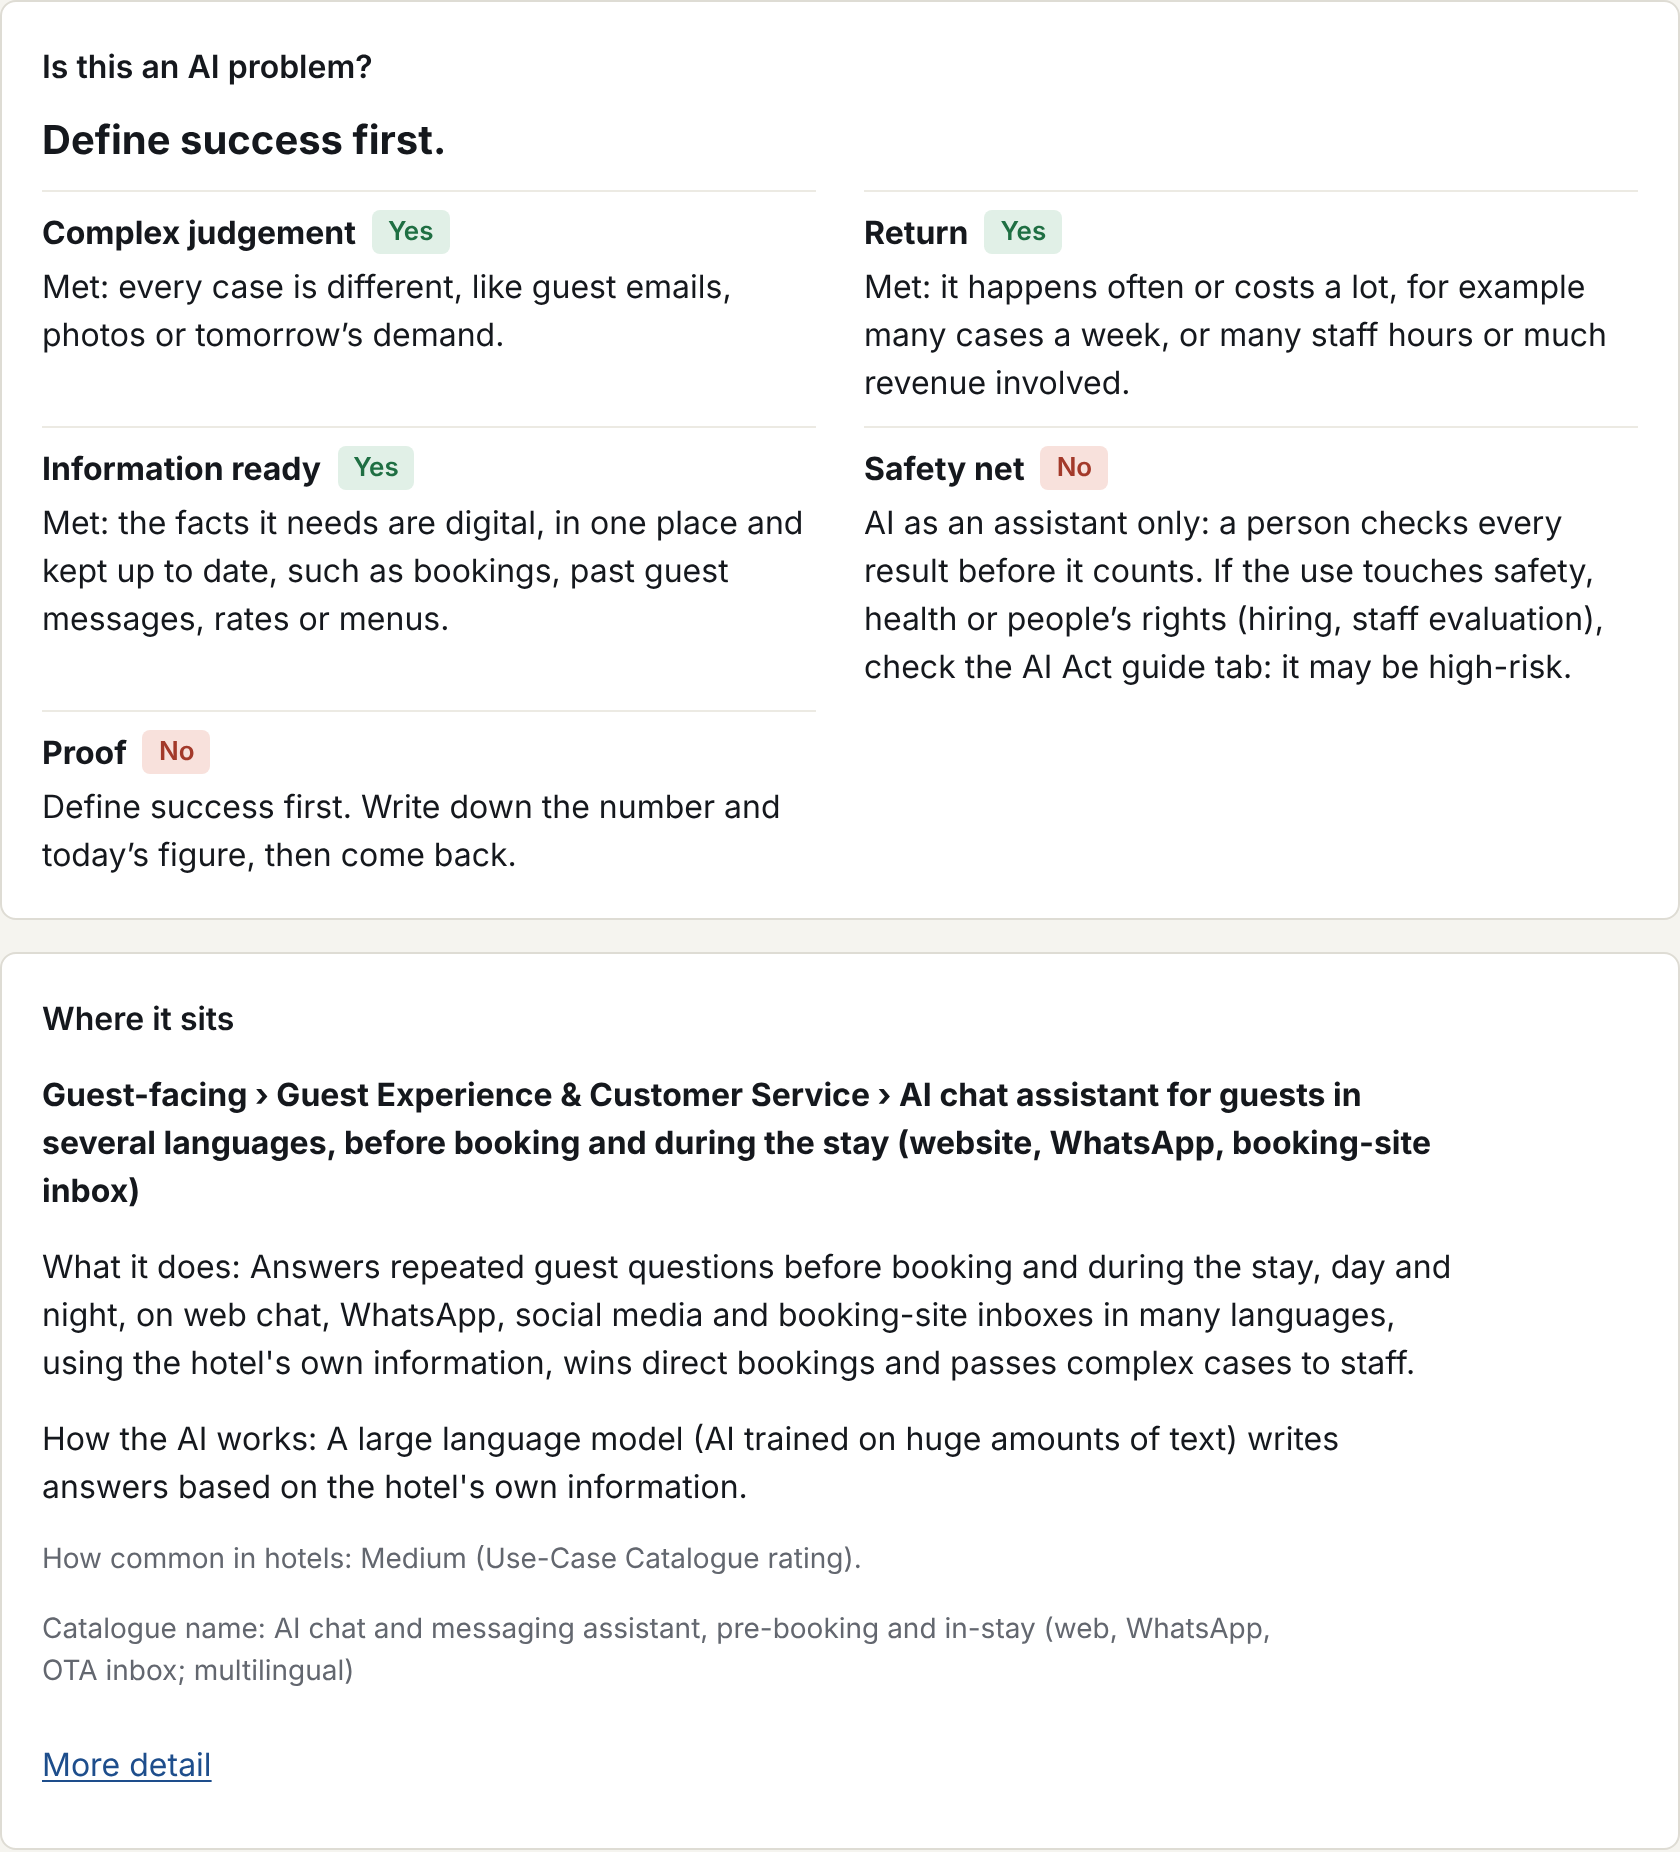 Is this an AI problem?
Define success first.
Complex judgement Yes
Met: every case is different, like guest emails,
photos or tomorrow’s demand.
Return Yes
Met: it happens often or costs a lot, for example
many cases a week, or many staff hours or much
revenue involved.
Information ready Yes
Met: the facts it needs are digital, in one place and
kept up to date, such as bookings, past guest
messages, rates or menus.
Safety net No
AI as an assistant only: a person checks every
result before it counts. If the use touches safety,
health or people’s rights (hiring, staff evaluation),
check the AI Act guide tab: it may be high-risk.
Proof No
Define success first. Write down the number and
today’s figure, then come back.
Where it sits
Guest-facing › Guest Experience & Customer Service › AI chat assistant for guests in
several languages, before booking and during the stay (website, WhatsApp, booking-site
inbox)
What it does: Answers repeated guest questions before booking and during the stay, day and
night, on web chat, WhatsApp, social media and booking-site inboxes in many languages,
using the hotel's own information, wins direct bookings and passes complex cases to staff.
How the AI works: A large language model (AI trained on huge amounts of text) writes
answers based on the hotel's own information.
How common in hotels: Medium (Use-Case Catalogue rating).
Catalogue name: AI chat and messaging assistant, pre-booking and in-stay (web, WhatsApp,
OTA inbox; multilingual)
More detail